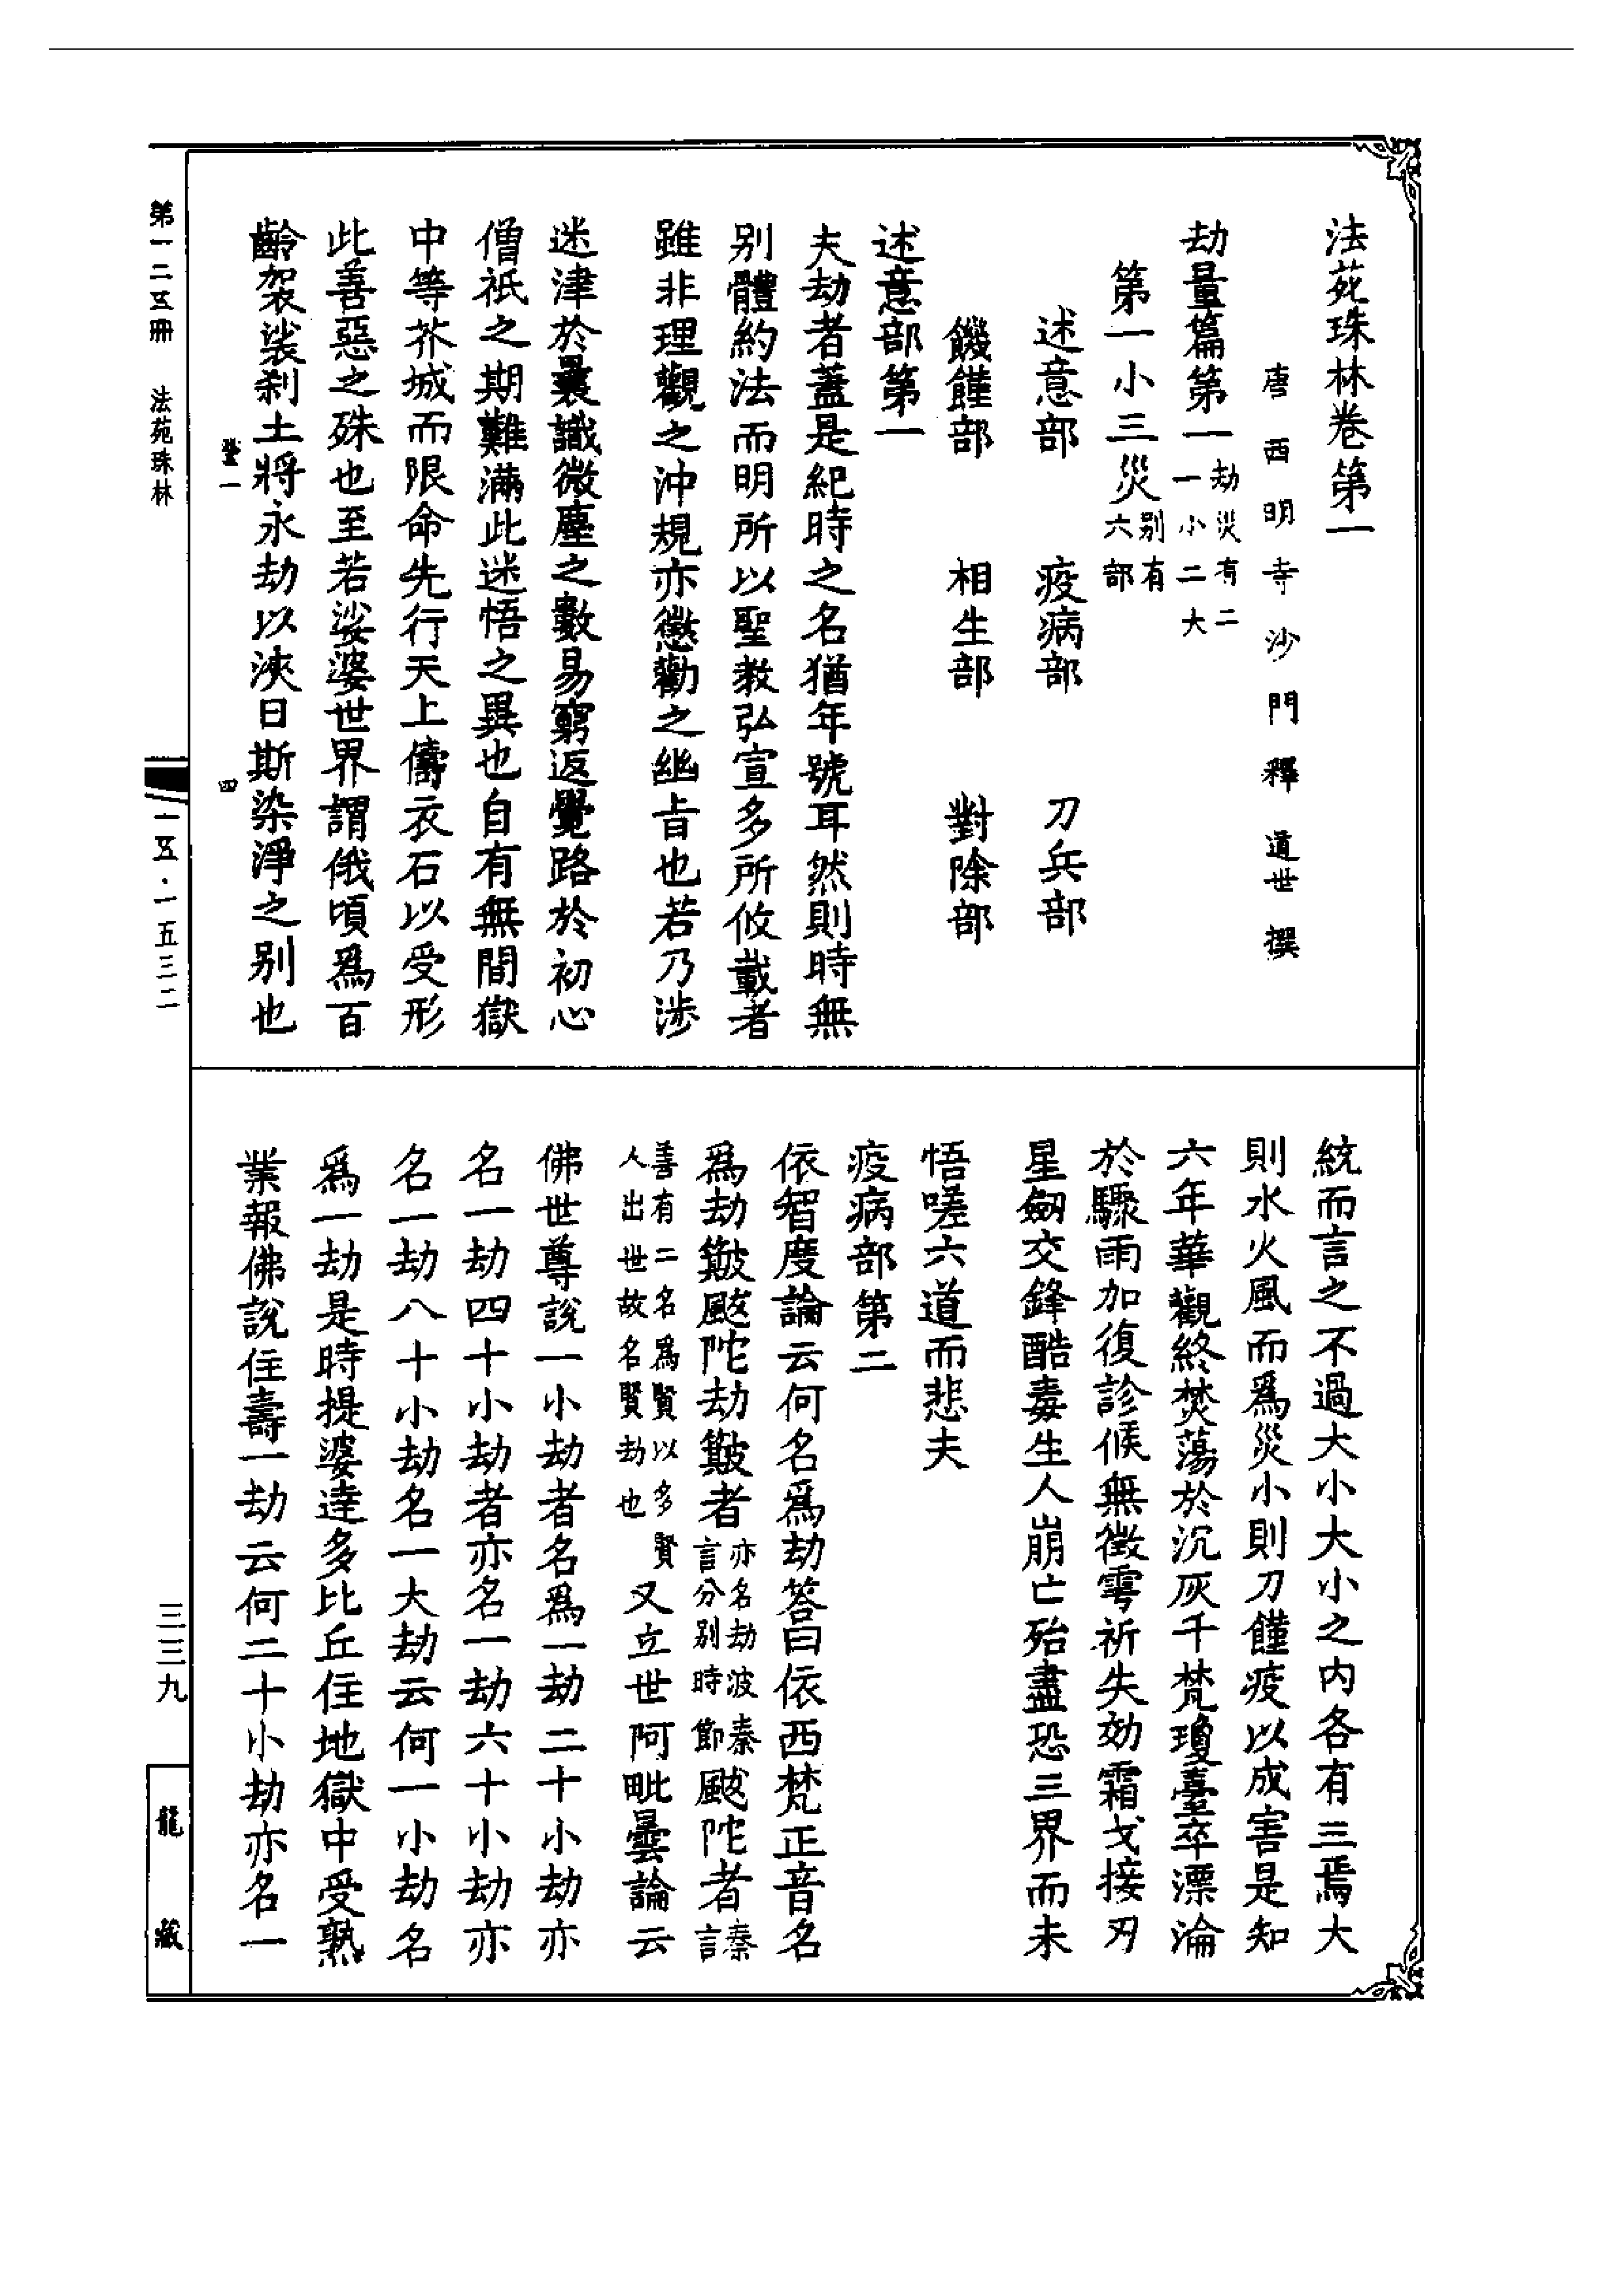 法苑珠林卷第一
唐西明寺沙門釋道世撰
劫量篇第一劫災有二一小二大
第一小三災別有六部
述意部 疫病部 刀兵部
饑饉部 相生部 對除部
述意部第一
夫劫者蓋是紀時之名猶年號耳然則時無
别體約法而明所以聖教弘宣多所攸載者
雖非理觀之沖規亦懲勸之幽旨也若乃涉
迷津於曩識微塵之數易窮返覺路於初心
僧祇之期難滿此迷悟之異也自有無間獄
中等芥城而限命先行天上儔衣石以受形
此善惡之殊也至若娑婆世界謂俄頃爲百
齡袈裟刹土將永劫以浹日斯染淨之别也
統而言之不過大小大小之内各有三焉大
則水火風而爲災小則刀饉疫以成害是知
六年華觀終焚蕩於沉灰千梵瓊臺卒漂淪
於驟雨加復診候無徵雩祈失効霜戈接刃
星劒交鋒酷毒生人崩亡殆盡恐三界而未
悟嗟六道而悲夫
疫病部第二
依智度論云何名爲劫答曰依西梵正音名
爲劫簸颰陀劫簸者亦名劫波秦言分别時節颰陀者秦言
善有二名爲賢以多賢人出世故名賢劫也又立世阿毗曇論云
佛世尊說一小劫者名爲一劫二十小劫亦
名一劫四十小劫者亦名一劫六十小劫亦
名一劫八十小劫名一大劫云何一小劫名
爲一劫是時提婆達多比丘住地獄中受熟
業報佛說住壽一劫云何二十小劫亦名一
第一二五冊 法苑珠林
一五·一五三二
三三九
龍藏
一
四